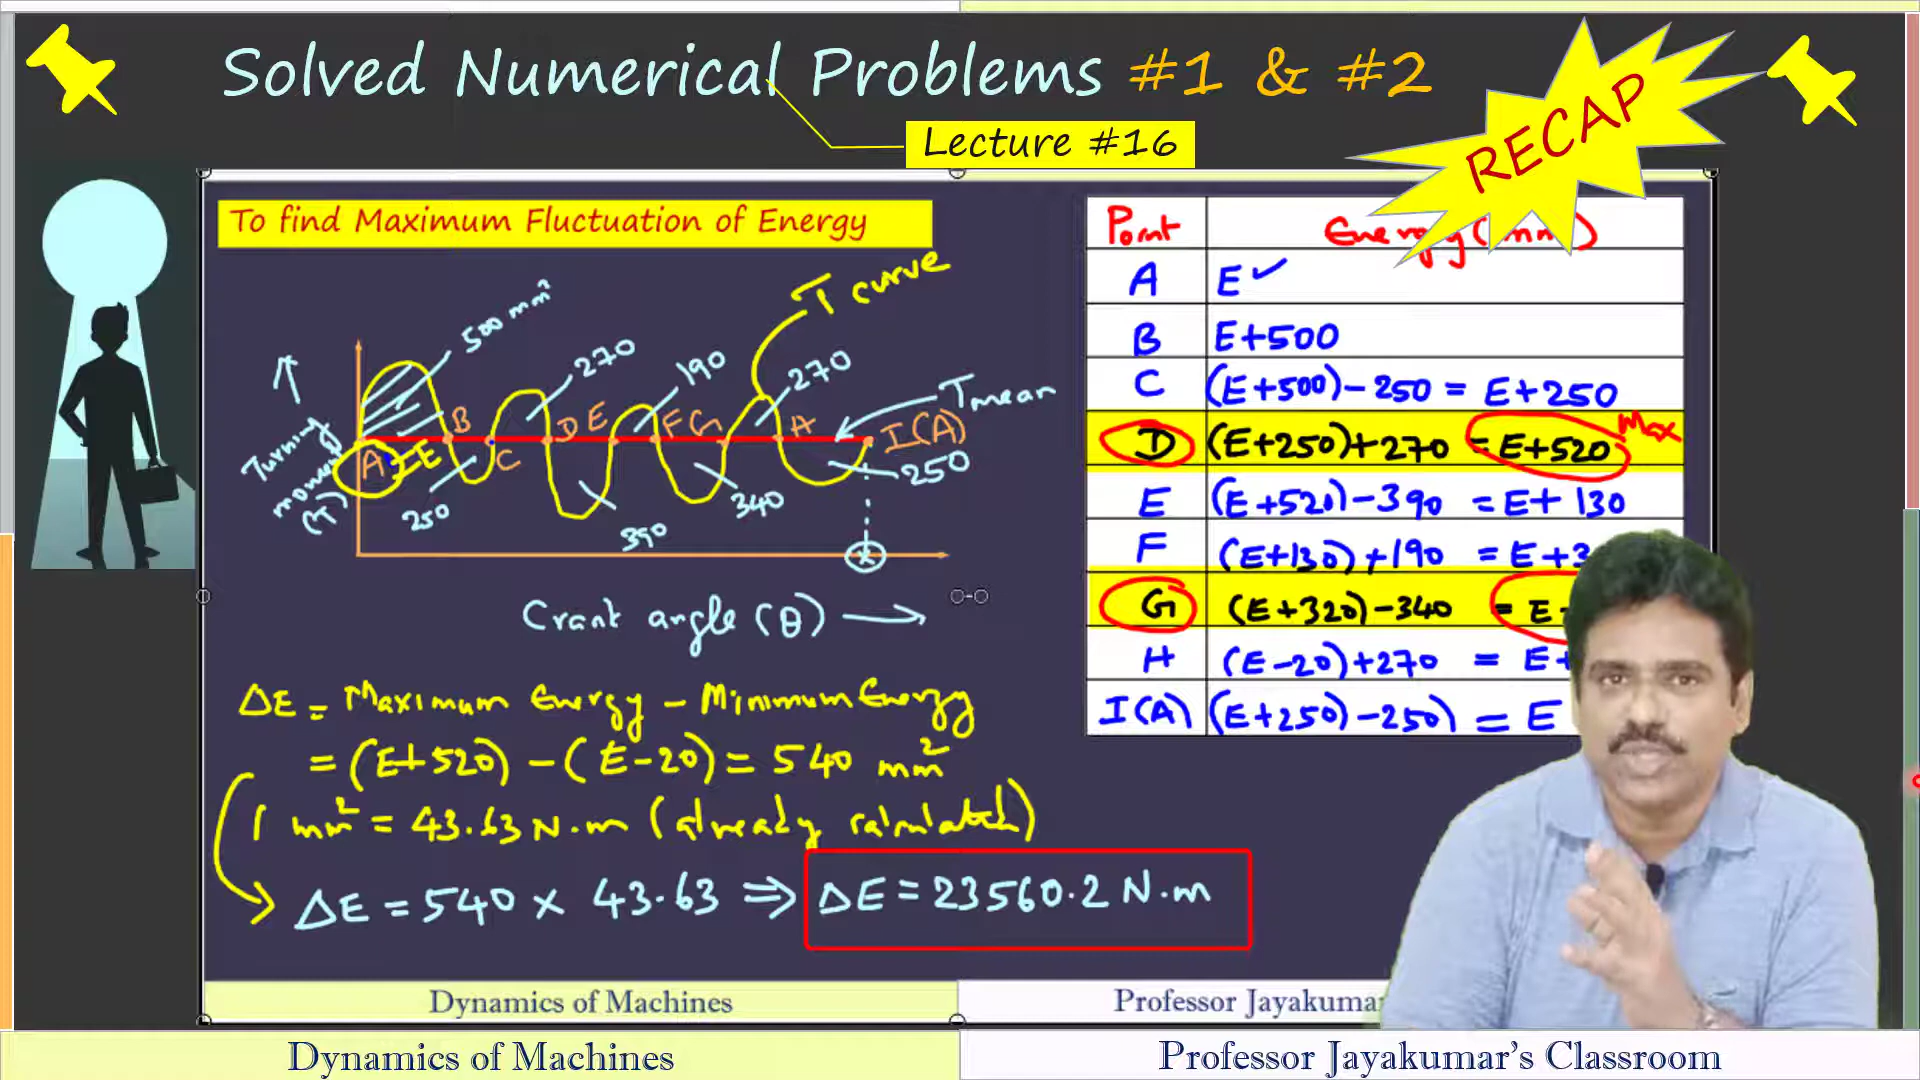 Solved Numerical Problems #1 & #2
Lecture #16
RECAP
To find Maximum Fluctuation of Energy
T curve
500 mm²
270
190
270
Tmean
Turning
moment
(T)
A = E
B
C
D
E
F
G
A
I(A)
250
390
340
250
Crank angle (θ)
ΔE = Maximum Energy - Minimum Energy
= (E+520) - (E-20) = 540 mm²
1 mm² = 43.63 N.m (already calculated)
ΔE = 540 × 43.63 ⇒ ΔE = 23560.2 N.m
Point
A E ✓
B E+500
C (E+500)-250 = E+250
D (E+250)+270 = E+520 Max
E (E+520)-390 = E+130
F (E+130)+190 = E+3
G (E+320)-340 = E
H (E-20)+270 = E+
I(A) (E+250)-250) = E
Dynamics of Machines
Professor Jayakumar
Dynamics of Machines
Professor Jayakumar's Classroom